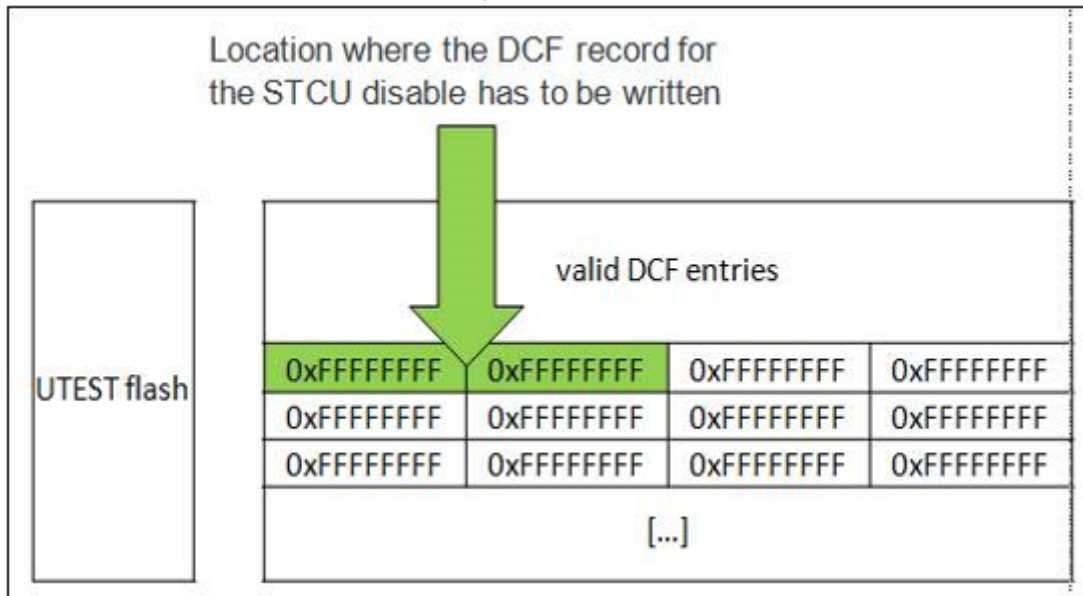 Location where the DCF record for
the STCU disable has to be written
valid DCF entries
UTEST flash
0xFFFFFFFF 0xFFFFFFFF 0xFFFFFFFF 0xFFFFFFFF
0xFFFFFFFF 0xFFFFFFFF 0xFFFFFFFF 0xFFFFFFFF
0xFFFFFFFF 0xFFFFFFFF 0xFFFFFFFF 0xFFFFFFFF
[...]